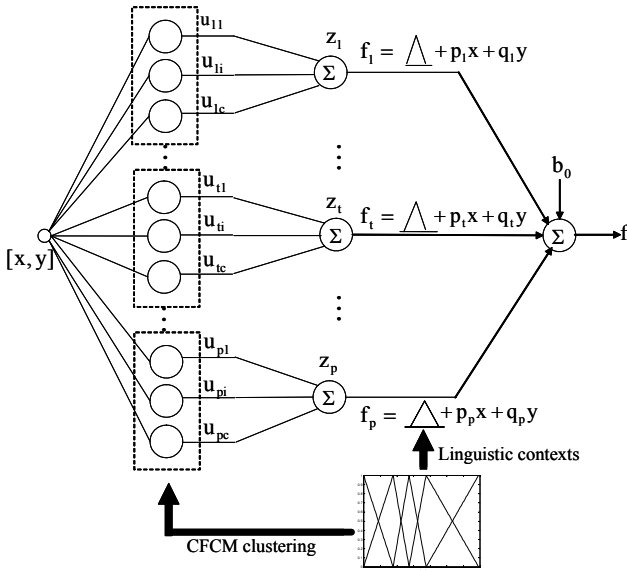 u₁₁
u₁ᵢ
u₁c
z₁
Σ
f₁ = + p₁x + q₁y
uₜ₁
uₜᵢ
uₜc
zₜ
Σ
fₜ = + pₜx + qₜy
b₀
Σ
f
[x, y]
uₚ₁
uₚᵢ
uₚc
zₚ
Σ
fₚ = + pₚx + qₚy
Linguistic contexts
CFCM clustering